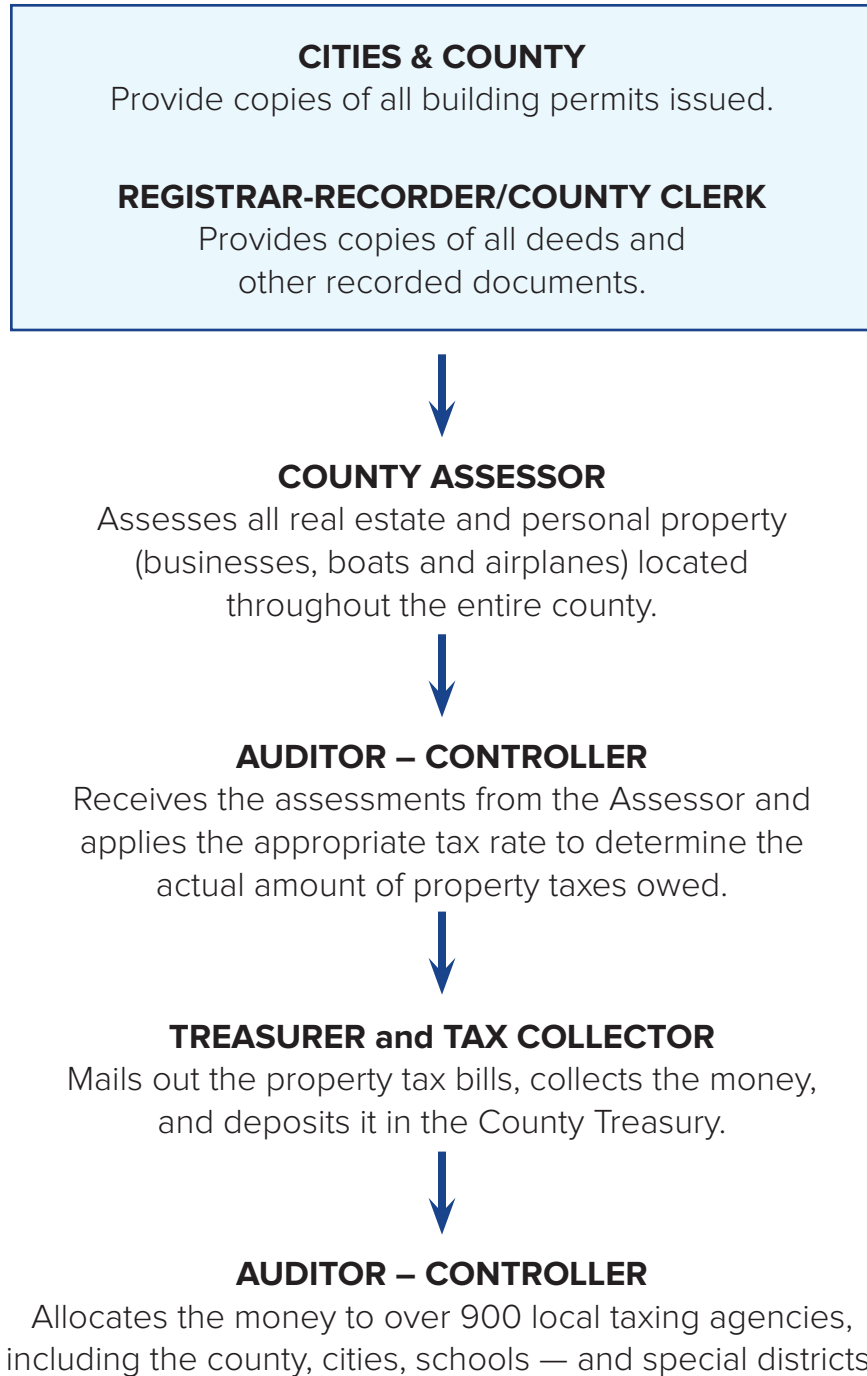 CITIES & COUNTY
Provide copies of all building permits issued.
REGISTRAR-RECORDER/COUNTY CLERK
Provides copies of all deeds and
other recorded documents.
COUNTY ASSESSOR
Assesses all real estate and personal property
(businesses, boats and airplanes) located
throughout the entire county.
AUDITOR – CONTROLLER
Receives the assessments from the Assessor and
applies the appropriate tax rate to determine the
actual amount of property taxes owed.
TREASURER and TAX COLLECTOR
Mails out the property tax bills, collects the money,
and deposits it in the County Treasury.
AUDITOR – CONTROLLER
Allocates the money to over 900 local taxing agencies,
including the county, cities, schools — and special districts